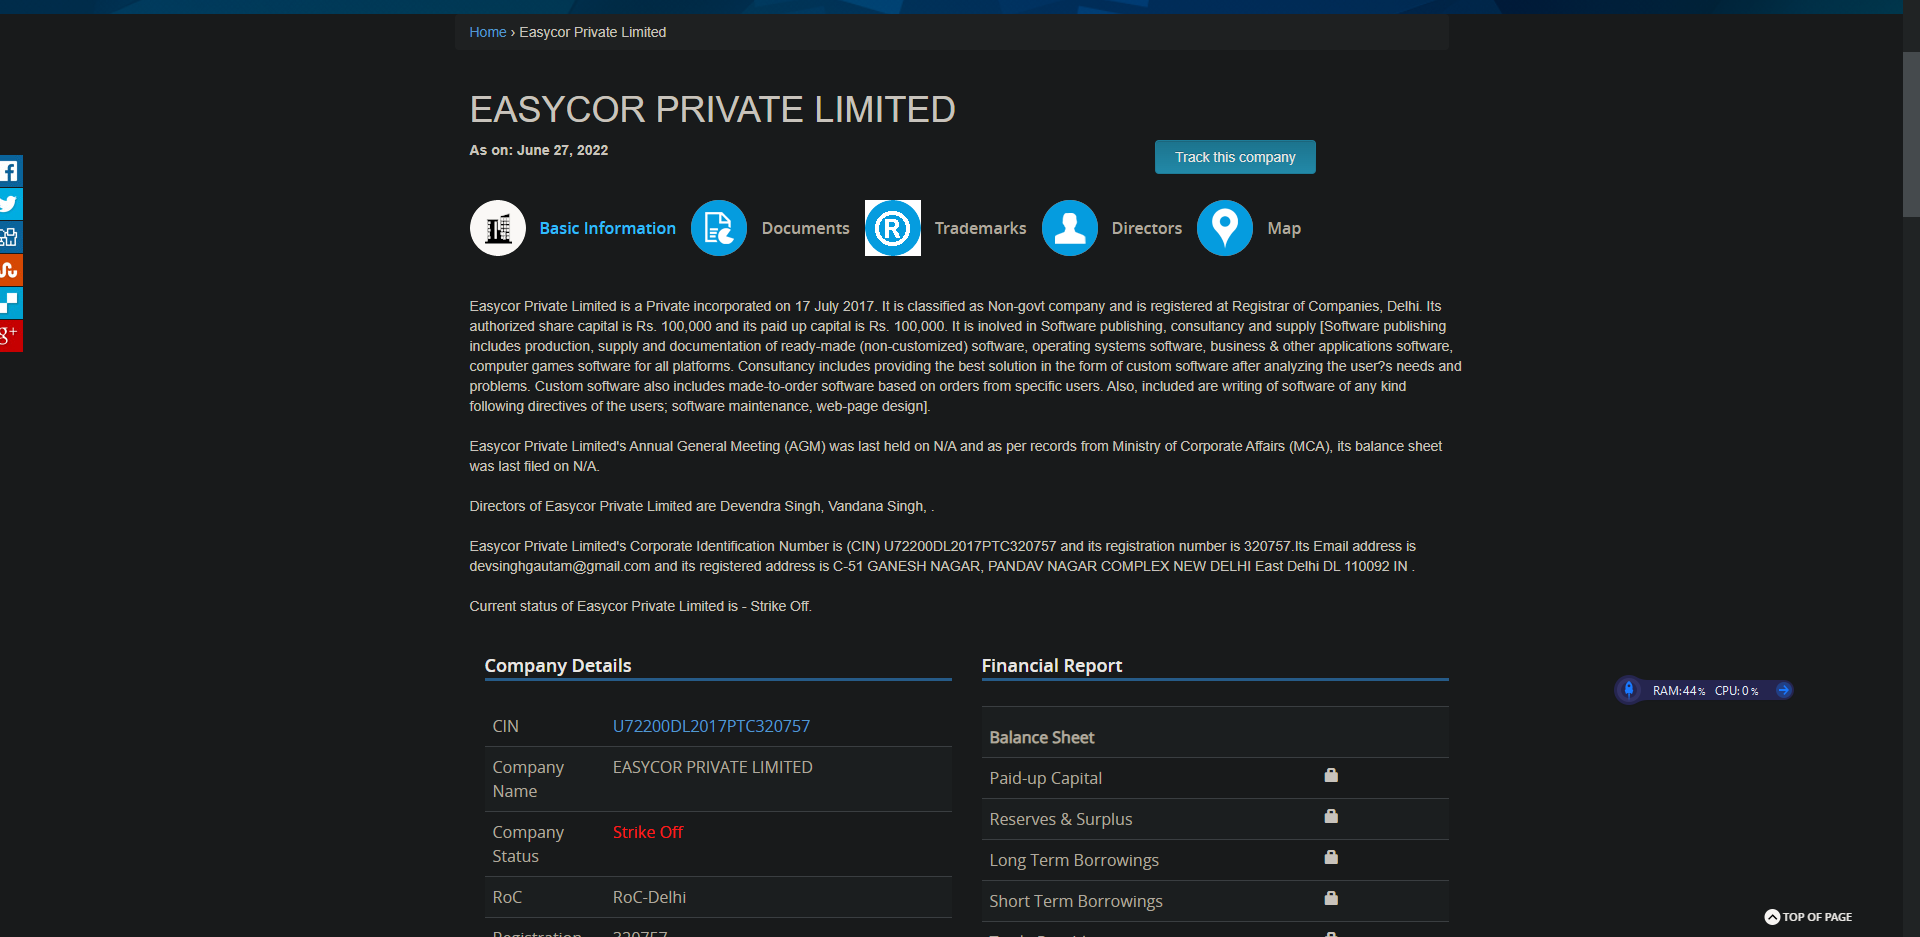 Home › Easycor Private Limited
EASYCOR PRIVATE LIMITED
As on: June 27, 2022
Track this company
Basic Information
Documents
Trademarks
Directors
Map
Easycor Private Limited is a Private incorporated on 17 July 2017. It is classified as Non-govt company and is registered at Registrar of Companies, Delhi. Its
authorized share capital is Rs. 100,000 and its paid up capital is Rs. 100,000. It is inolved in Software publishing, consultancy and supply [Software publishing
includes production, supply and documentation of ready-made (non-customized) software, operating systems software, business & other applications software,
computer games software for all platforms. Consultancy includes providing the best solution in the form of custom software after analyzing the user?s needs and
problems. Custom software also includes made-to-order software based on orders from specific users. Also, included are writing of software of any kind
following directives of the users; software maintenance, web-page design].
Easycor Private Limited's Annual General Meeting (AGM) was last held on N/A and as per records from Ministry of Corporate Affairs (MCA), its balance sheet
was last filed on N/A.
Directors of Easycor Private Limited are Devendra Singh, Vandana Singh, .
Easycor Private Limited's Corporate Identification Number is (CIN) U72200DL2017PTC320757 and its registration number is 320757.Its Email address is
devsinghgautam@gmail.com and its registered address is C-51 GANESH NAGAR, PANDAV NAGAR COMPLEX NEW DELHI East Delhi DL 110092 IN .
Current status of Easycor Private Limited is - Strike Off.
Company Details
CIN U72200DL2017PTC320757
Company Name EASYCOR PRIVATE LIMITED
Company Status Strike Off
RoC RoC-Delhi
Registration 320757
Financial Report
Balance Sheet
Paid-up Capital
Reserves & Surplus
Long Term Borrowings
Short Term Borrowings
RAM:44% CPU:0%
TOP OF PAGE